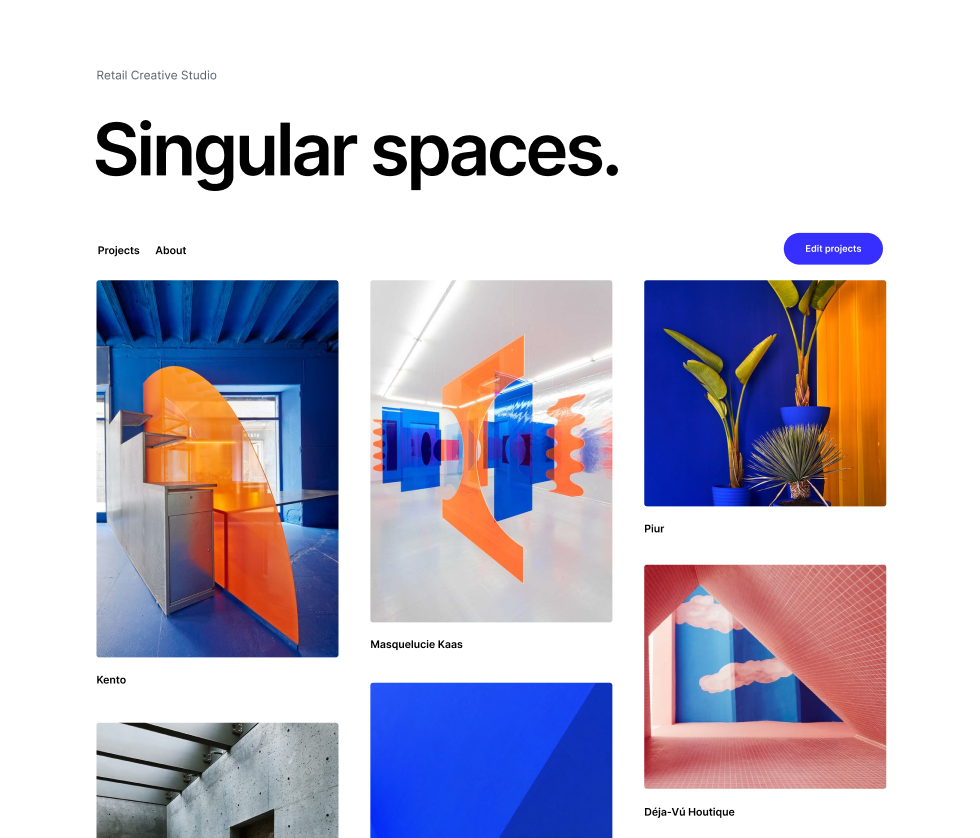 Retail Creative Studio
Singular spaces.
Projects About
Edit projects
Kento
Masquelucie Kaas
Piur
Déja-Vú Houtique